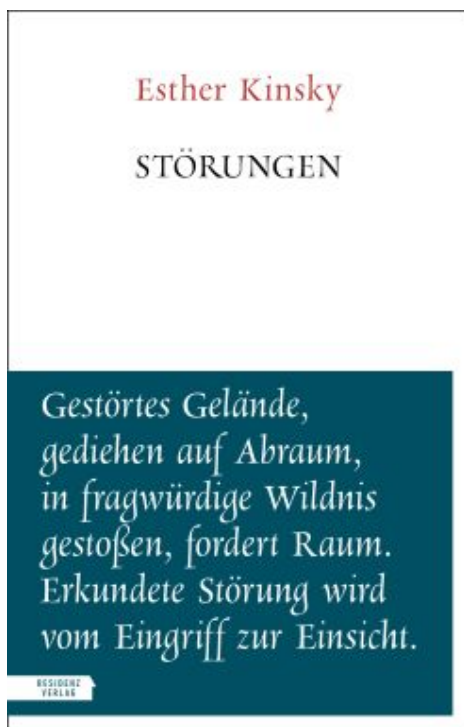 Esther Kinsky
STÖRUNGEN
Gestörtes Gelände,
gediehen auf Abraum,
in fragwürdige Wildnis
gestoßen, fordert Raum.
Erkundete Störung wird
vom Eingriff zur Einsicht.
RESIDENZ
VERLAG